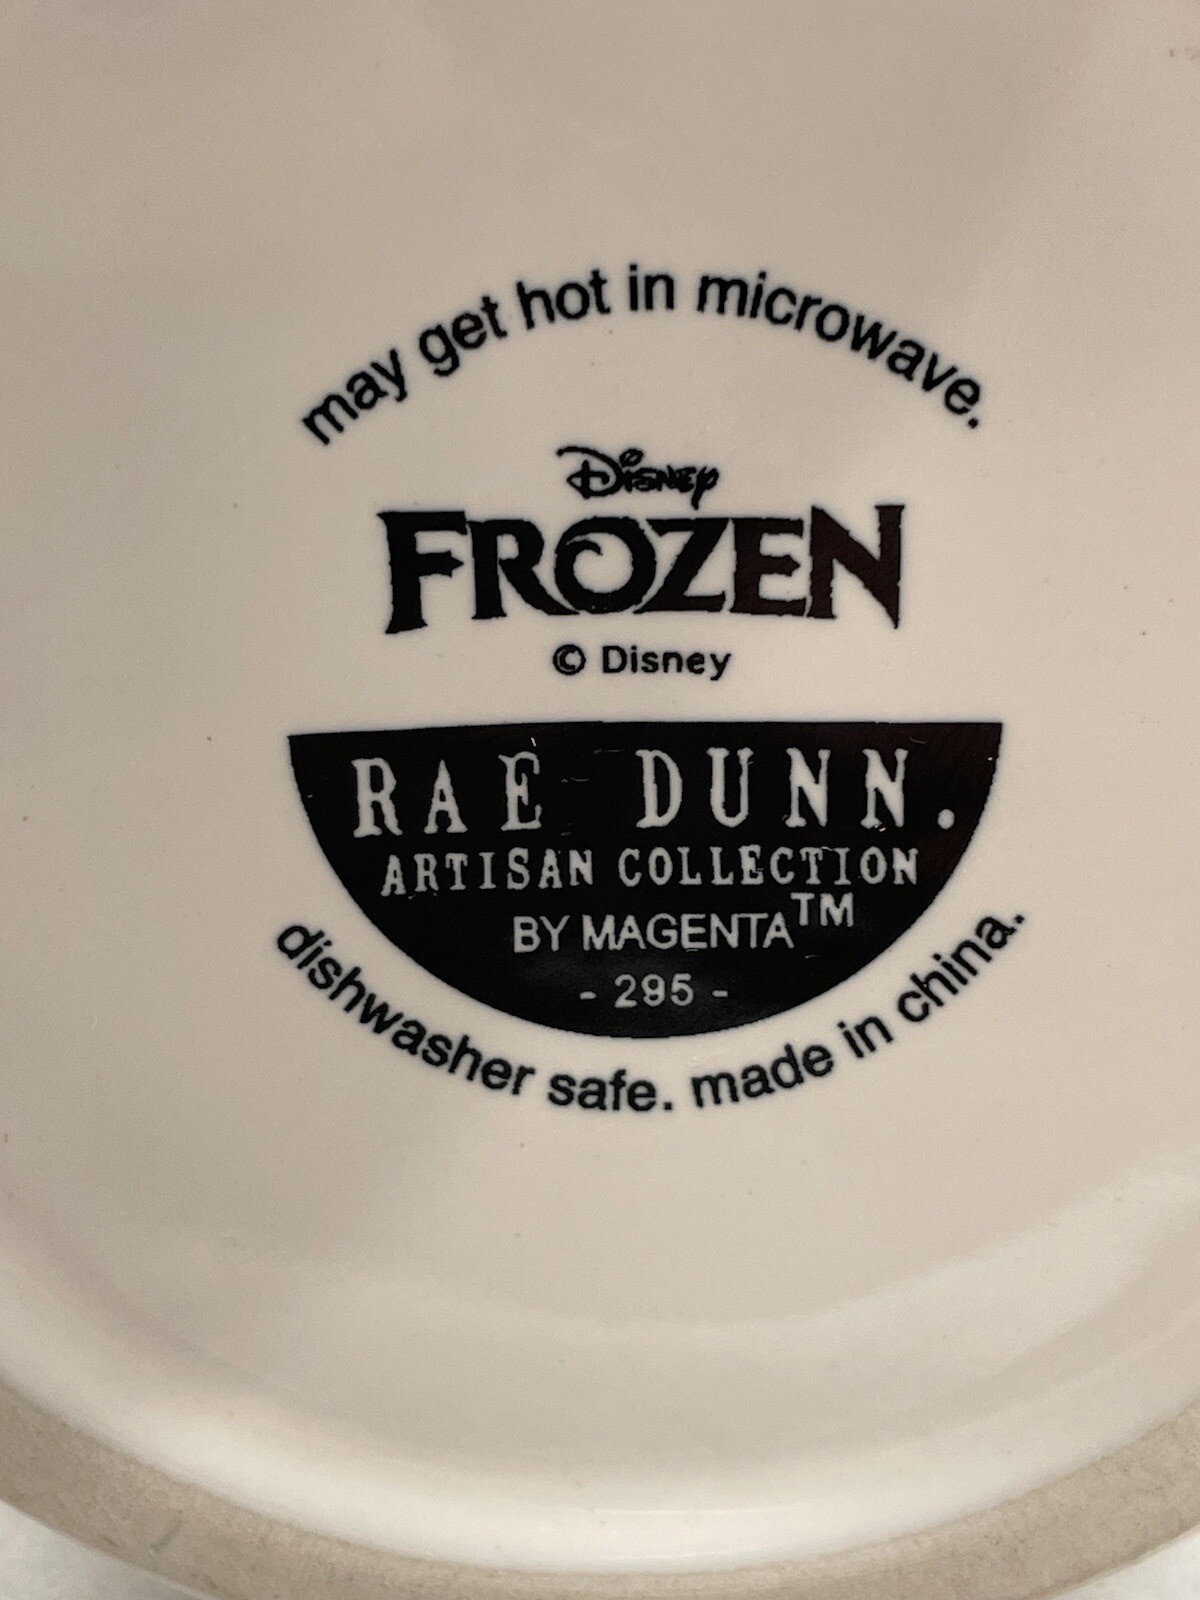 may get hot in microwave.
Disney
FROZEN
© Disney
RAE DUNN.
ARTISAN COLLECTION
BY MAGENTA™
- 295 -
dishwasher safe. made in china.